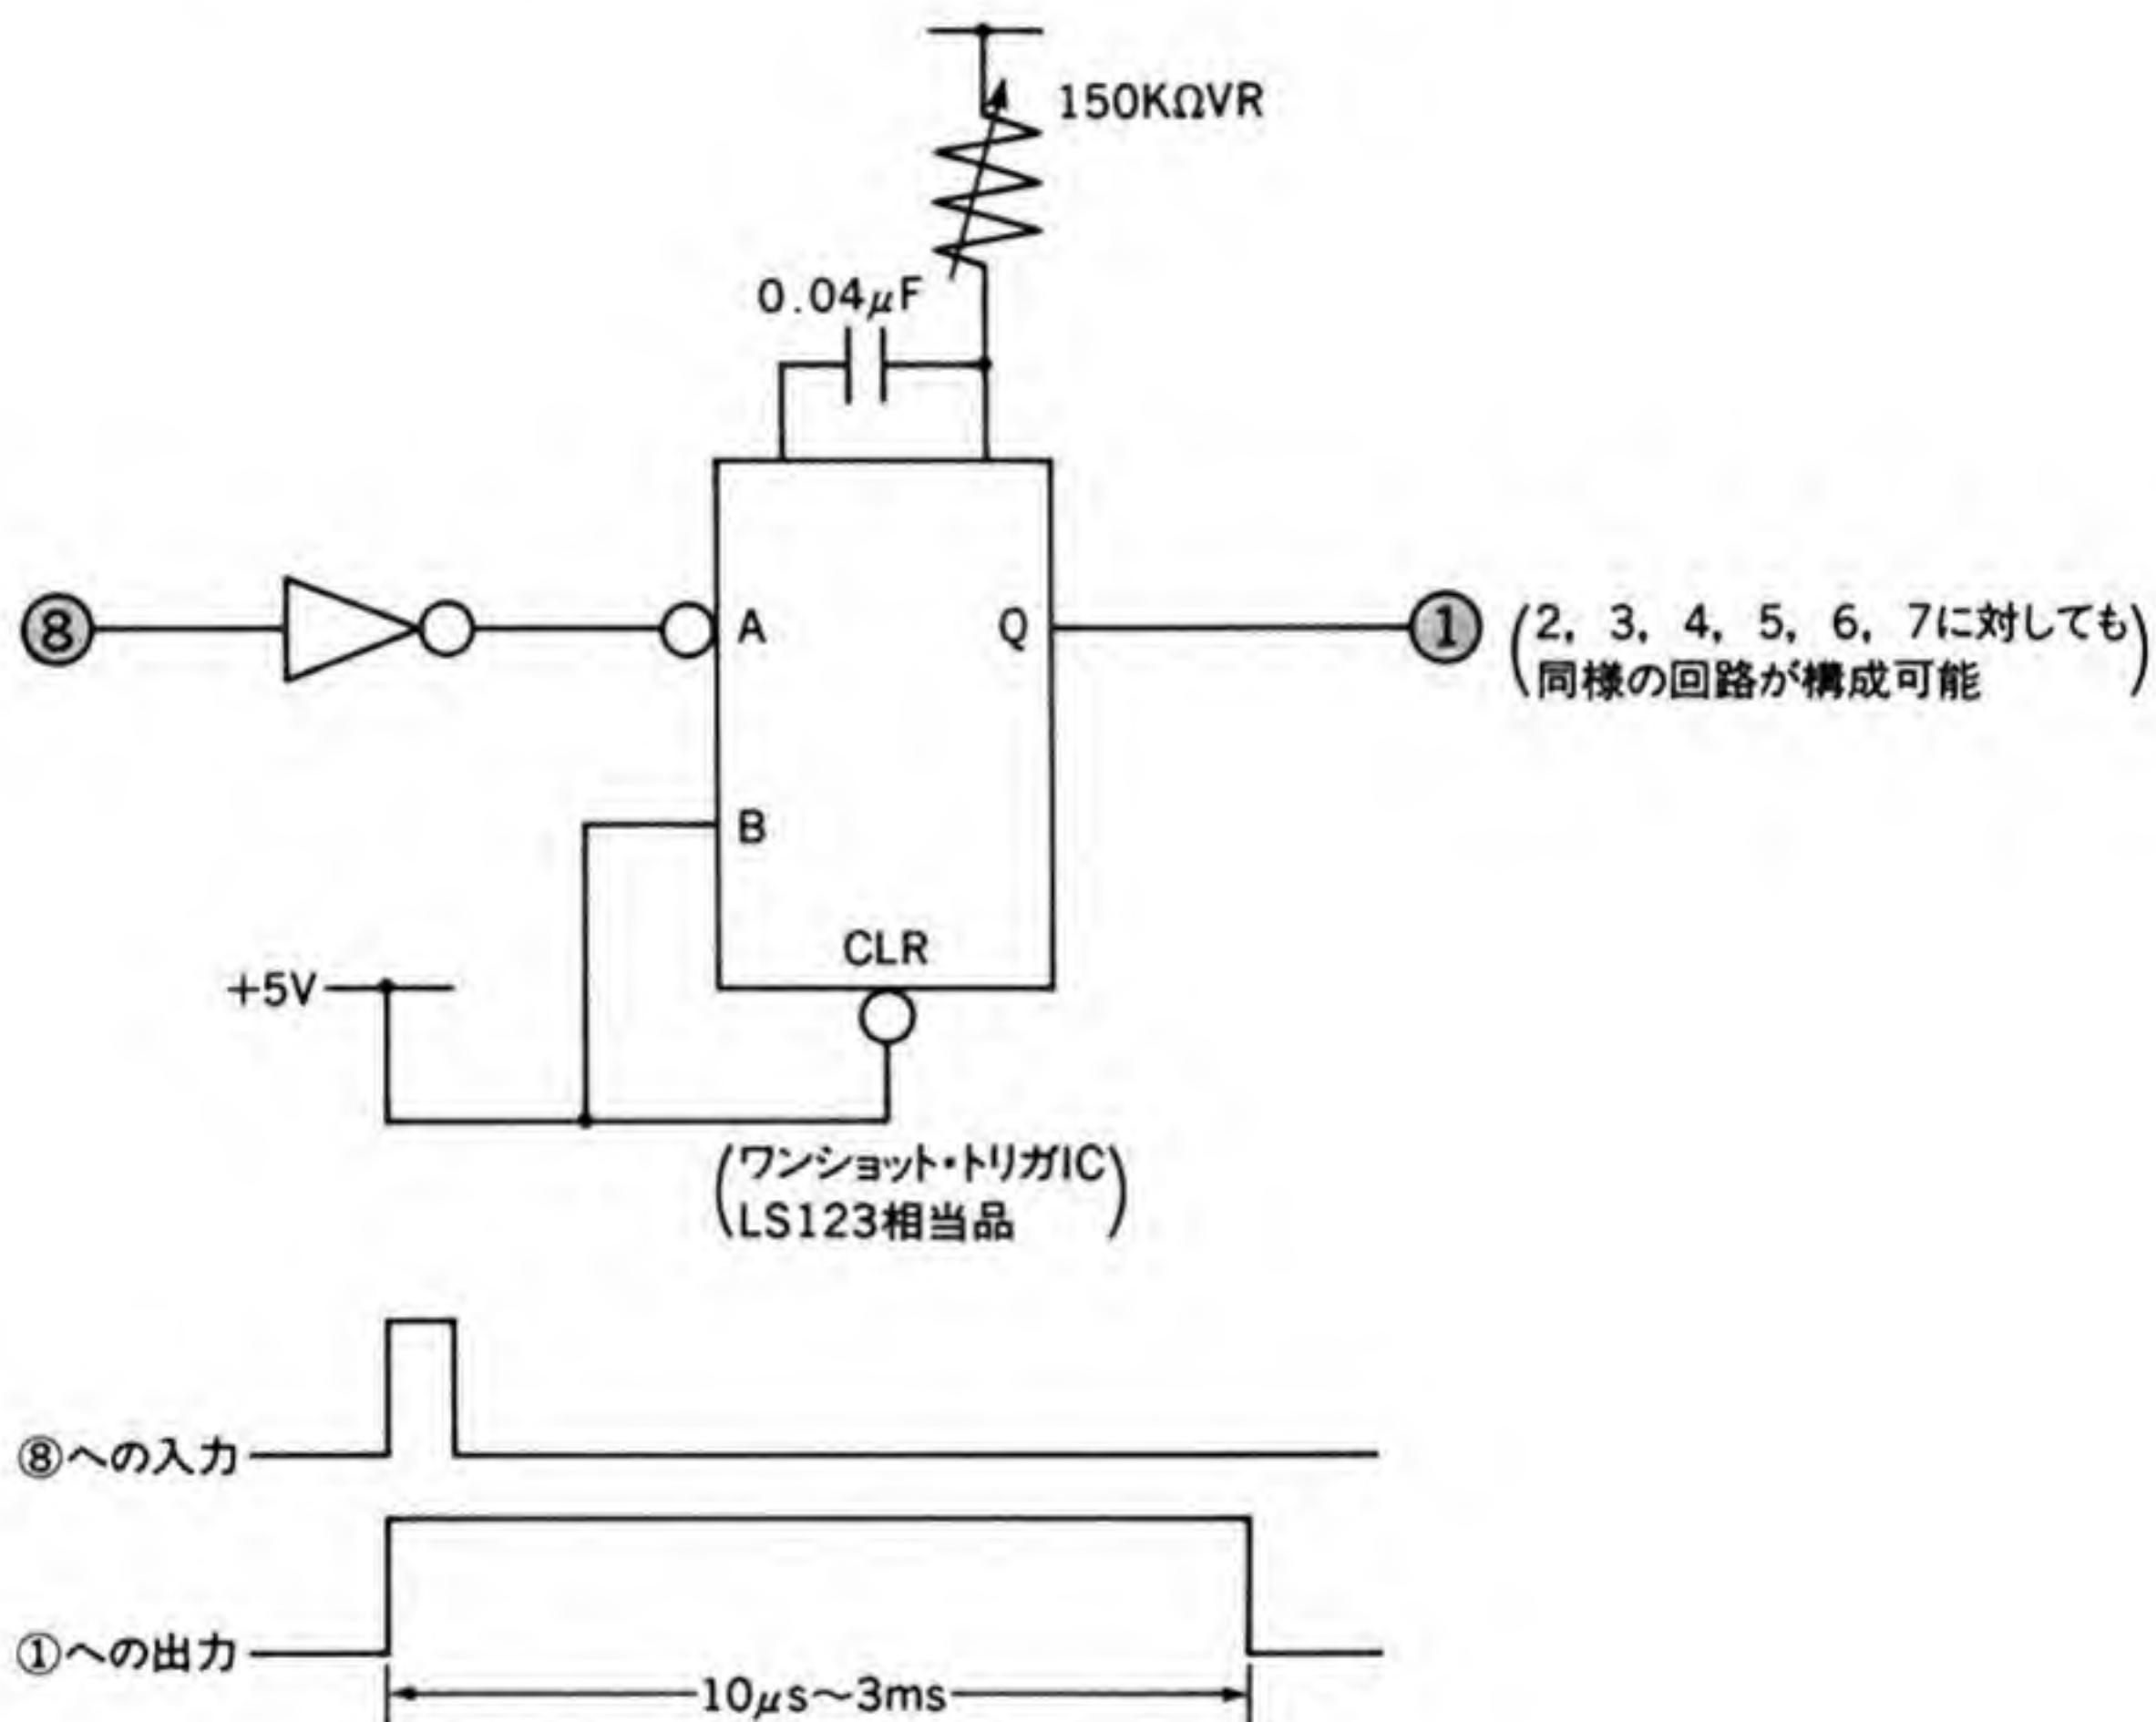 150KΩVR
0.04μF
⑧
A
Q
①
(2, 3, 4, 5, 6, 7に対しても
同様の回路が構成可能)
B
CLR
+5V
(ワンショット・トリガIC
LS123相当品)
⑧への入力
①への出力
10μs～3ms